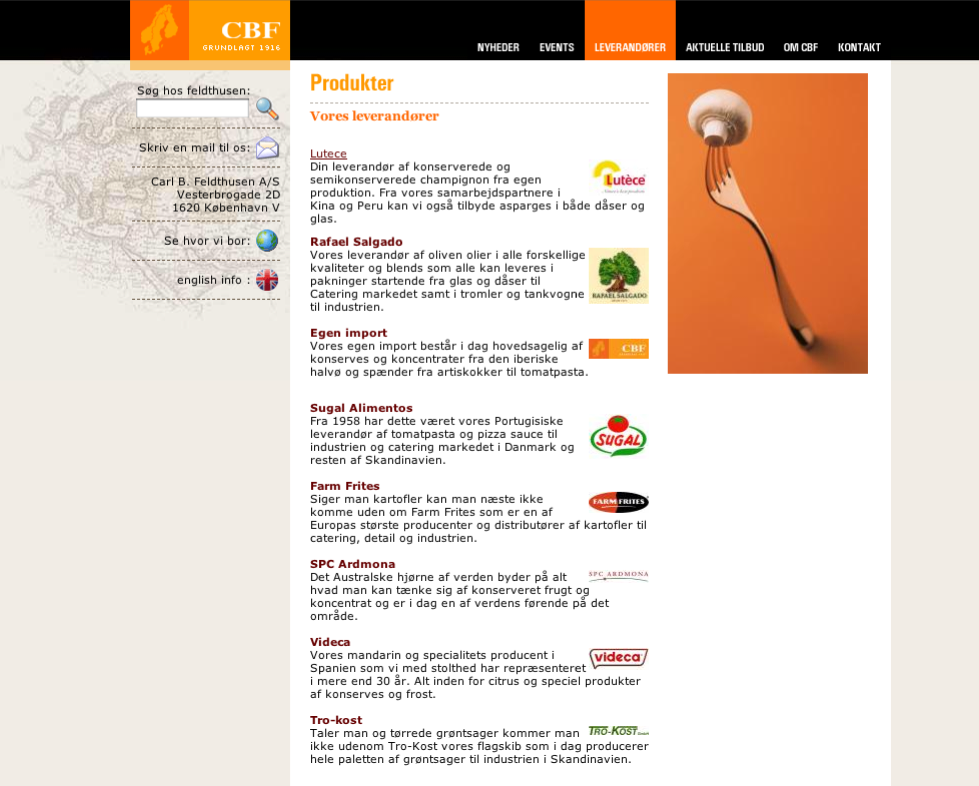 CBF
GRUNDLAGT 1916
NYHEDER
EVENTS
LEVERANDØRER
AKTUELLE TILBUD
OM CBF
KONTAKT
Søg hos feldthusen:
Skriv en mail til os:
Carl B. Feldthusen A/S
Vesterbrogade 2D
1620 København V
Se hvor vi bor:
english info :
Produkter
Vores leverandører
Lutece
Din leverandør af konserverede og
semikonserverede champignon fra egen
produktion. Fra vores samarbejdspartnere i
Kina og Peru kan vi også tilbyde asparges i både dåser og
glas.
Lutèce
Rafael Salgado
Vores leverandør af oliven olier i alle forskellige
kvaliteter og blends som alle kan leveres i
pakninger startende fra glas og dåser til
Catering markedet samt i tromler og tankvogne
til industrien.
RAFAEL SALGADO
Egen import
Vores egen import består i dag hovedsagelig af
konserves og koncentrater fra den iberiske
halvø og spænder fra artiskokker til tomatpasta.
CBF
Sugal Alimentos
Fra 1958 har dette været vores Portugisiske
leverandør af tomatpasta og pizza sauce til
industrien og catering markedet i Danmark og
resten af Skandinavien.
SUGAL
Farm Frites
Siger man kartofler kan man næste ikke
komme uden om Farm Frites som er en af
Europas største producenter og distributører af kartofler til
catering, detail og industrien.
FARM FRITES
SPC Ardmona
Det Australske hjørne af verden byder på alt
hvad man kan tænke sig af konserveret frugt og
koncentrat og er i dag en af verdens førende på det
område.
SPC ARDMONA
Videca
Vores mandarin og specialitets producent i
Spanien som vi med stolthed har repræsenteret
i mere end 30 år. Alt inden for citrus og speciel produkter
af konserves og frost.
videca
Tro-kost
Taler man og tørrede grøntsager kommer man
ikke udenom Tro-Kost vores flagskib som i dag producerer
hele paletten af grøntsager til industrien i Skandinavien.
TRO-KOST